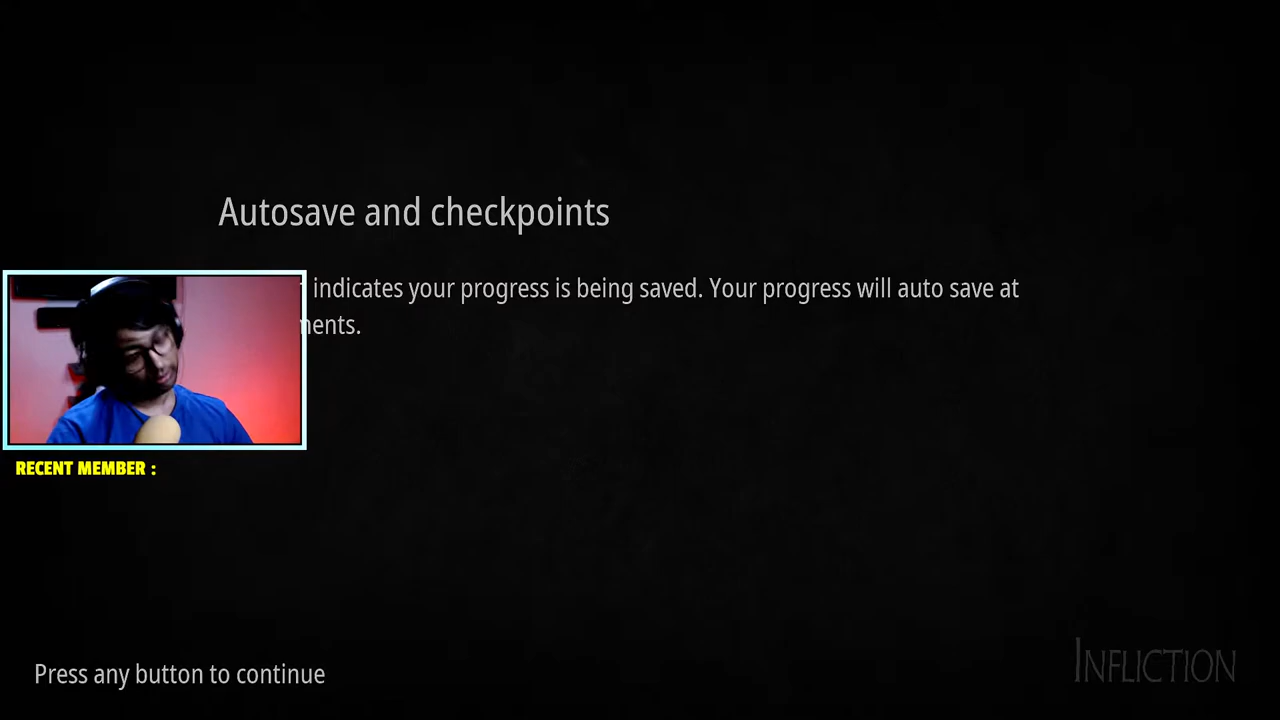 Autosave and checkpoints
indicates your progress is being saved. Your progress will auto save at
RECENT MEMBER :
Press any button to continue
INFLICTION